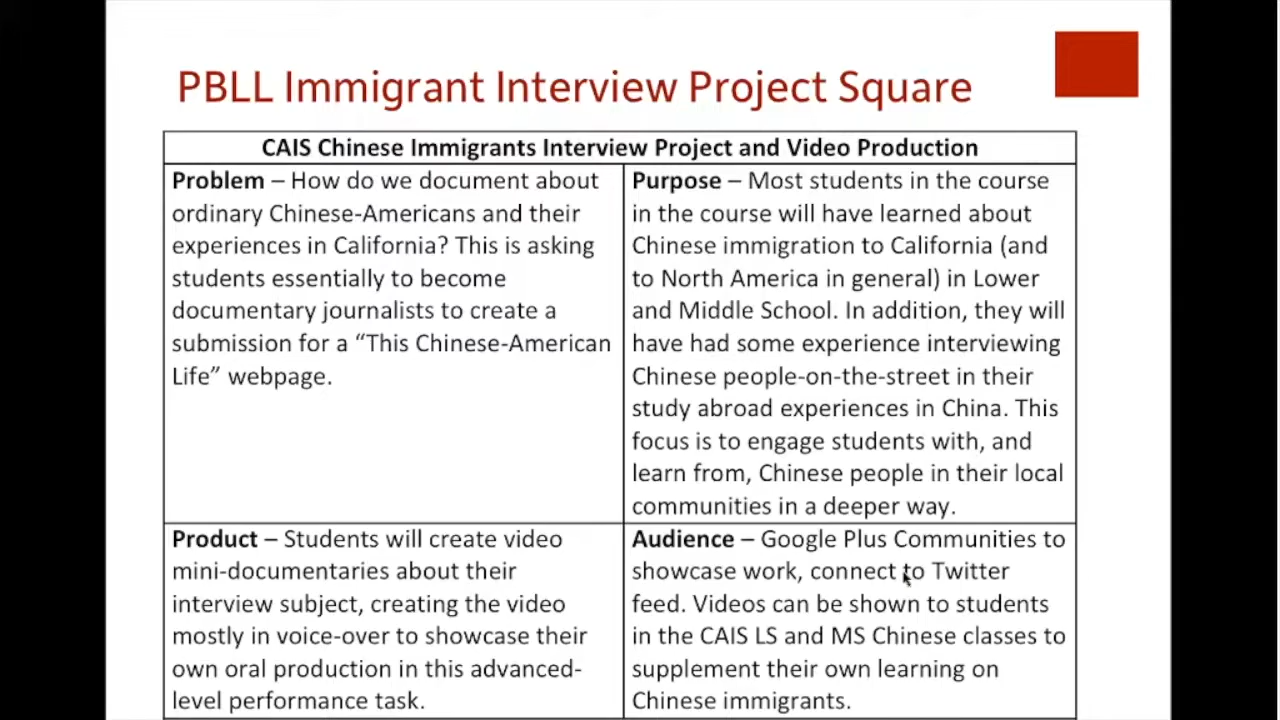 PBLL Immigrant Interview Project Square
CAIS Chinese Immigrants Interview Project and Video Production
Problem – How do we document about
ordinary Chinese-Americans and their
experiences in California? This is asking
students essentially to become
documentary journalists to create a
submission for a “This Chinese-American
Life” webpage.
Purpose – Most students in the course
in the course will have learned about
Chinese immigration to California (and
to North America in general) in Lower
and Middle School. In addition, they will
have had some experience interviewing
Chinese people-on-the-street in their
study abroad experiences in China. This
focus is to engage students with, and
learn from, Chinese people in their local
communities in a deeper way.
Product – Students will create video
mini-documentaries about their
interview subject, creating the video
mostly in voice-over to showcase their
own oral production in this advanced-
level performance task.
Audience – Google Plus Communities to
showcase work, connect to Twitter
feed. Videos can be shown to students
in the CAIS LS and MS Chinese classes to
supplement their own learning on
Chinese immigrants.